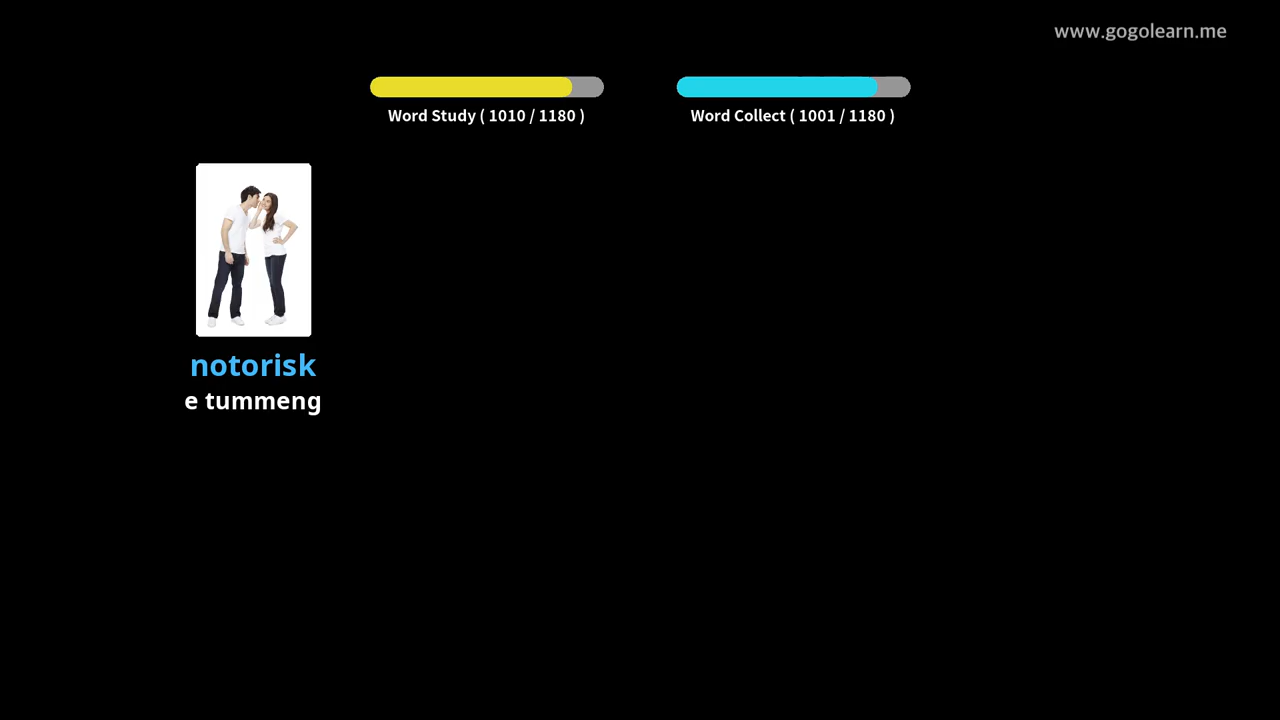 www.gogolearn.me
Word Study ( 1010 / 1180 )
Word Collect ( 1001 / 1180 )
notorisk
e tummeng